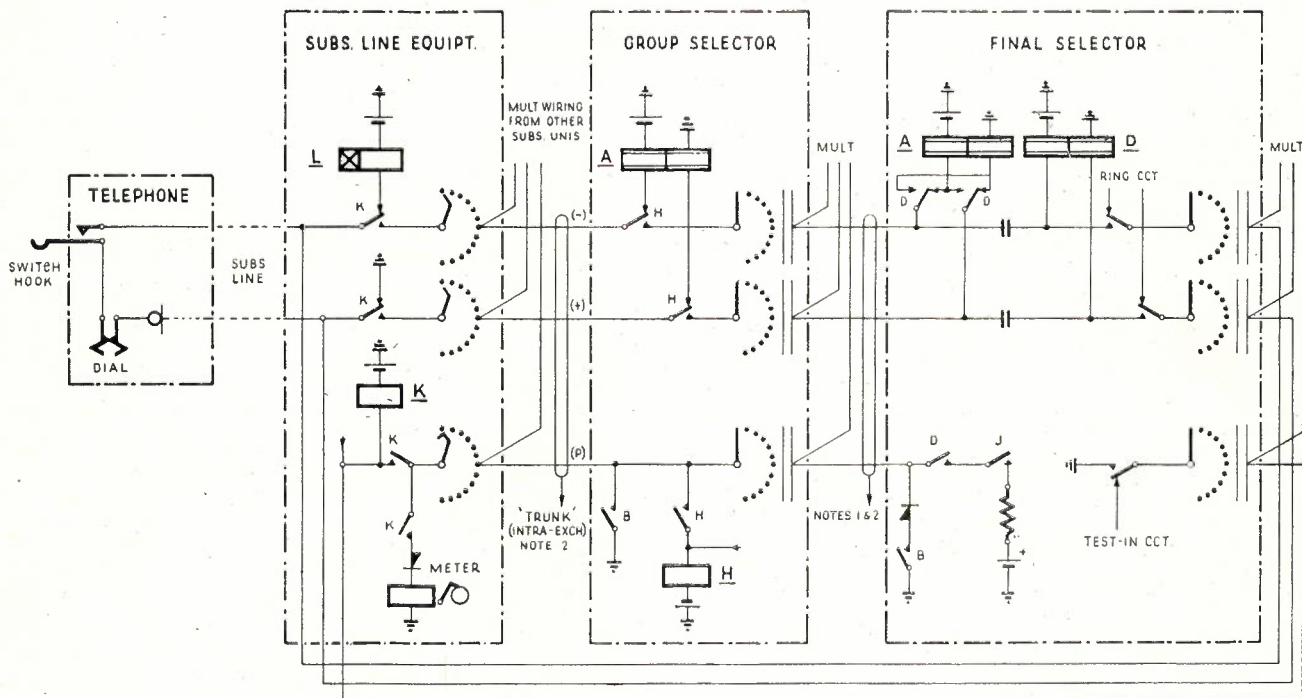 SUBS. LINE EQUIPT.
GROUP SELECTOR
FINAL SELECTOR
MULT WIRING
FROM OTHER
SUBS. UNIS
L
A
MULT
A
D
MULT
RING CCT
TELEPHONE
K
(-)
H
D
D
SWITCH
HOOK
SUBS
LINE
K
(+)
H
DIAL
K
K
(P)
D
J
K
'TRUNK'
(INTRA-EXCH)
NOTE 2
B
H
NOTES 1 & 2
B
+
TEST-IN CCT.
METER
H